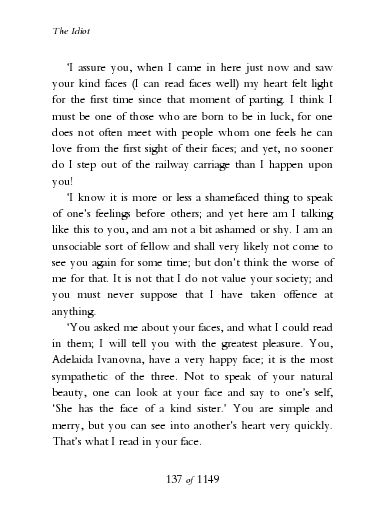 The Idiot
‘I assure you, when I came in here just now and saw
your kind faces (I can read faces well) my heart felt light
for the first time since that moment of parting. I think I
must be one of those who are born to be in luck, for one
does not often meet with people whom one feels he can
love from the first sight of their faces; and yet, no sooner
do I step out of the railway carriage than I happen upon
you!
‘I know it is more or less a shamefaced thing to speak
of one’s feelings before others; and yet here am I talking
like this to you, and am not a bit ashamed or shy. I am an
unsociable sort of fellow and shall very likely not come to
see you again for some time; but don’t think the worse of
me for that. It is not that I do not value your society; and
you must never suppose that I have taken offence at
anything.
‘You asked me about your faces, and what I could read
in them; I will tell you with the greatest pleasure. You,
Adelaida Ivanovna, have a very happy face; it is the most
sympathetic of the three. Not to speak of your natural
beauty, one can look at your face and say to one’s self,
‘She has the face of a kind sister.’ You are simple and
merry, but you can see into another’s heart very quickly.
That’s what I read in your face.
137 of 1149